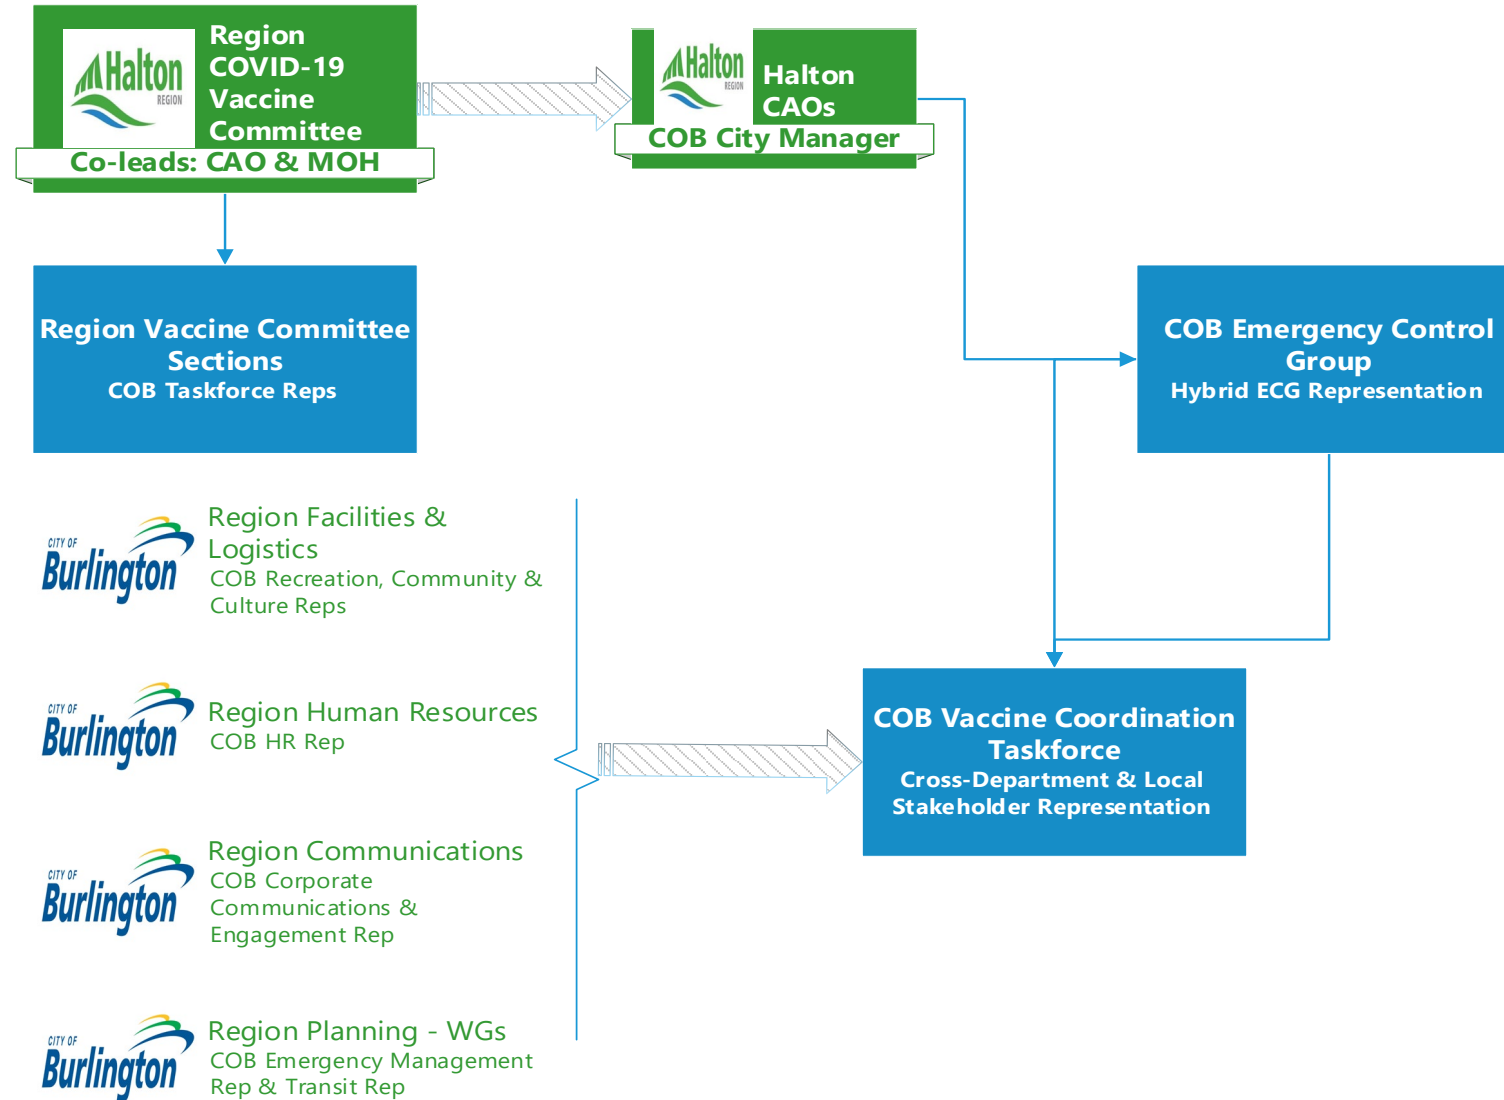 Halton
REGION
Region
COVID-19
Vaccine
Committee
Co-leads: CAO & MOH
Halton
REGION
Halton
CAOs
COB City Manager
Region Vaccine Committee
Sections
COB Taskforce Reps
COB Emergency Control
Group
Hybrid ECG Representation
CITY OF
Burlington
Region Facilities &
Logistics
COB Recreation, Community &
Culture Reps
CITY OF
Burlington
Region Human Resources
COB HR Rep
COB Vaccine Coordination
Taskforce
Cross-Department & Local
Stakeholder Representation
CITY OF
Burlington
Region Communications
COB Corporate
Communications &
Engagement Rep
CITY OF
Burlington
Region Planning - WGs
COB Emergency Management
Rep & Transit Rep